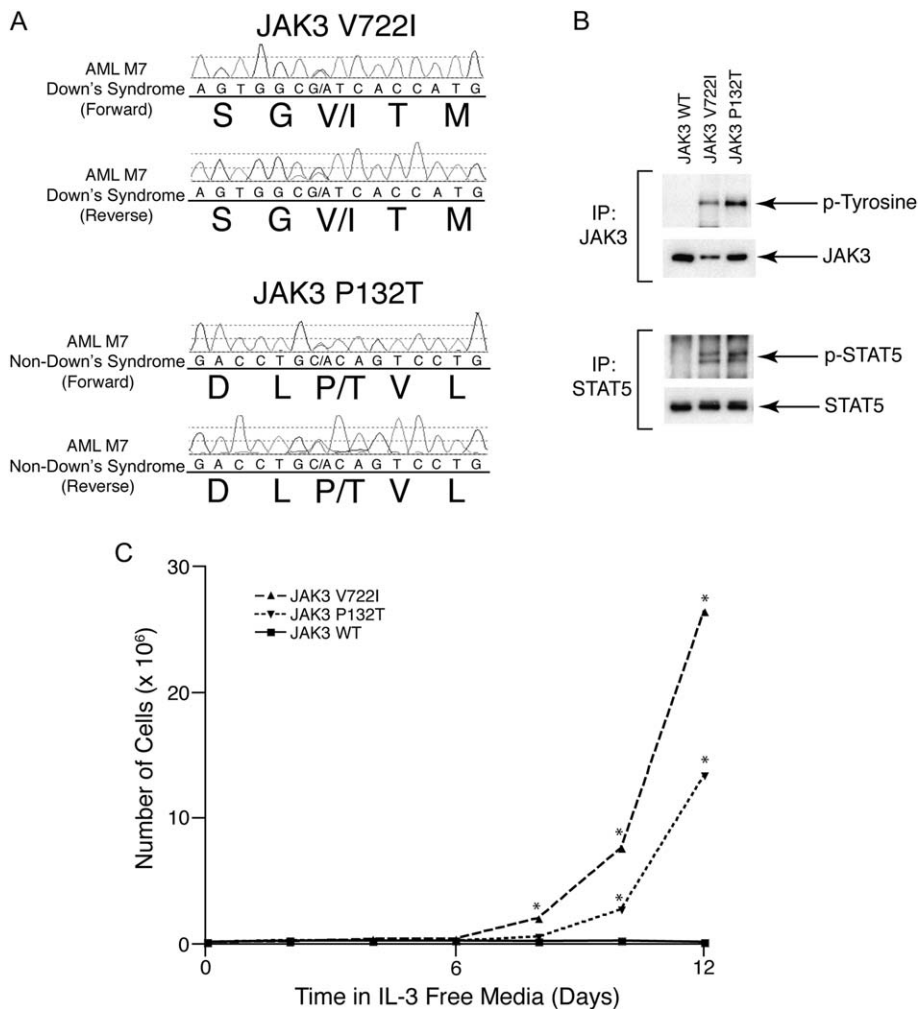 A
JAK3 V722I
AML M7
Down's Syndrome
(Forward)
A G T G G C G/A T C A C C A T G
S G V/I T M
AML M7
Down's Syndrome
(Reverse)
A G T G G C G/A T C A C C A T G
S G V/I T M
JAK3 P132T
AML M7
Non-Down's Syndrome
(Forward)
G A C C T G C/A C A G T C C T G
D L P/T V L
AML M7
Non-Down's Syndrome
(Reverse)
G A C C T G C/A C A G T C C T G
D L P/T V L
B
JAK3 WT
JAK3 V722I
JAK3 P132T
IP:
JAK3
p-Tyrosine
JAK3
IP:
STAT5
p-STAT5
STAT5
C
Number of Cells (x 10⁶)
30
20
10
0
JAK3 V722I
JAK3 P132T
JAK3 WT
*
*
*
*
*
0
6
12
Time in IL-3 Free Media (Days)